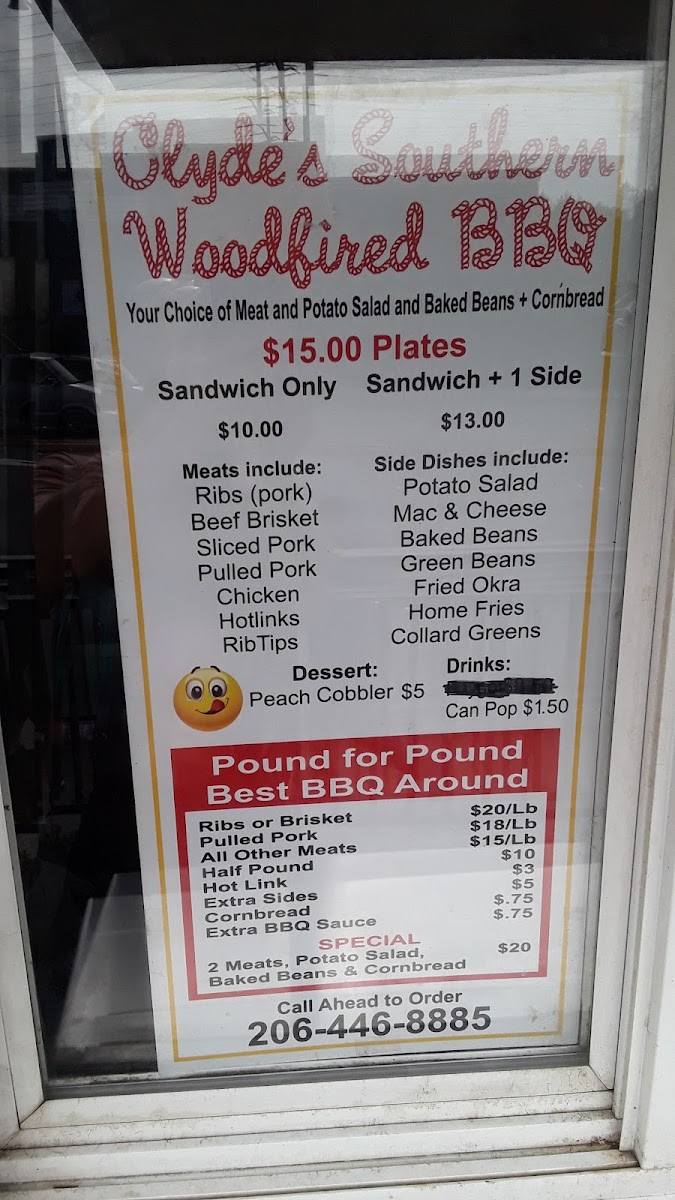 Clyde's Southern
Woodfired BBQ
Your Choice of Meat and Potato Salad and Baked Beans + Cornbread
$15.00 Plates
Sandwich Only
$10.00
Sandwich + 1 Side
$13.00
Meats include:
Ribs (pork)
Beef Brisket
Sliced Pork
Pulled Pork
Chicken
Hotlinks
RibTips
Side Dishes include:
Potato Salad
Mac & Cheese
Baked Beans
Green Beans
Fried Okra
Home Fries
Collard Greens
Dessert:
Peach Cobbler $5
Drinks:
Can Pop $1.50
Pound for Pound
Best BBQ Around
Ribs or Brisket $20/Lb
Pulled Pork $18/Lb
All Other Meats $15/Lb
Half Pound $10
Hot Link $3
Extra Sides $5
Cornbread $.75
Extra BBQ Sauce $.75
SPECIAL
2 Meats, Potato Salad, $20
Baked Beans & Cornbread
Call Ahead to Order
206-446-8885